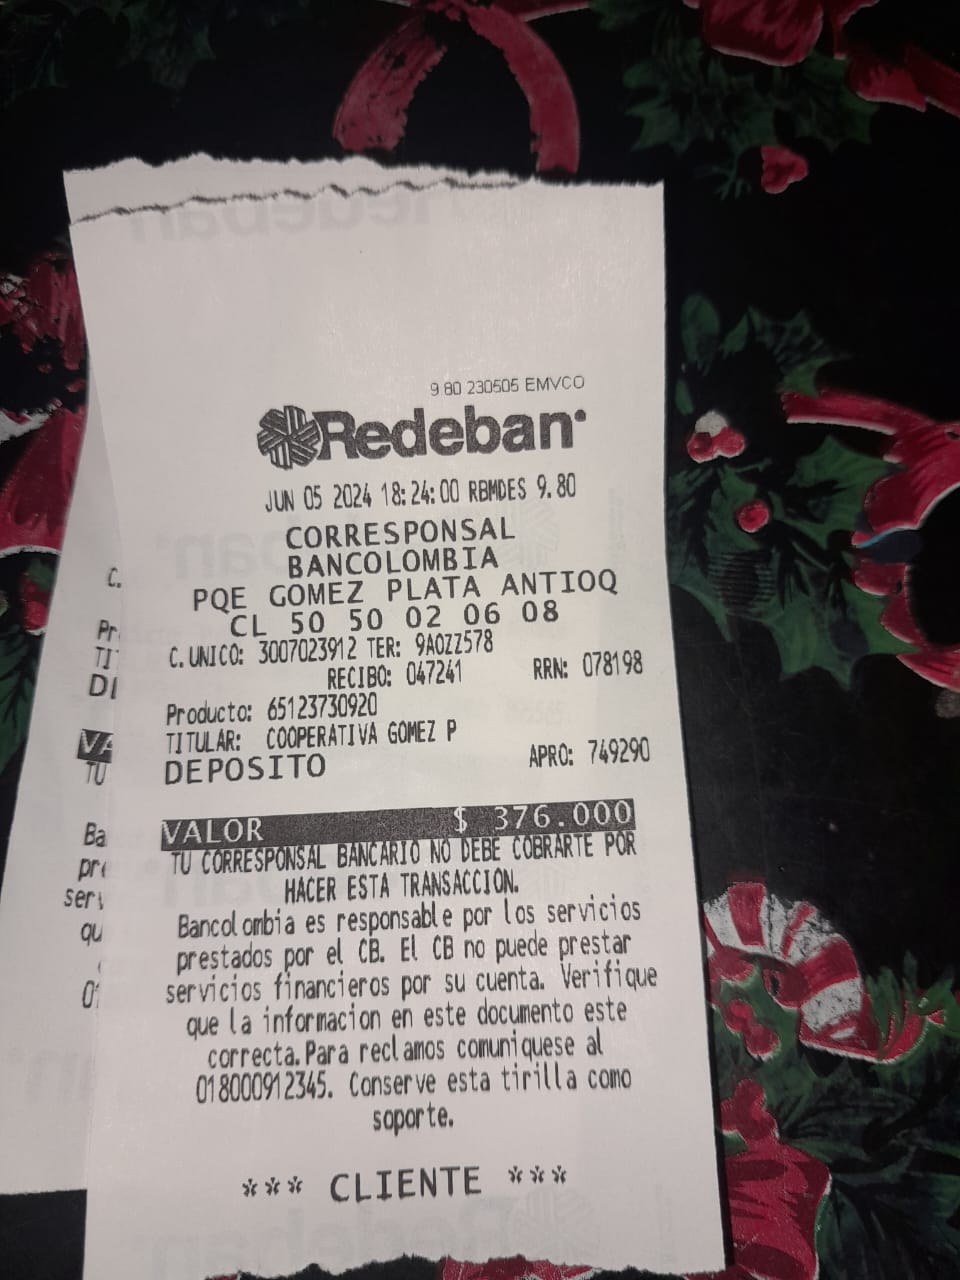 9 80 230505 EMVCO
Redeban
JUN 05 2024 18:24:00 RBMDES 9.80
CORRESPONSAL
BANCOLOMBIA
PQE GOMEZ PLATA ANTIOQ
CL 50 50 02 06 08
C. UNICO: 3007023912 TER: 9AOZZ578
RECIBO: 047241 RRN: 078198
Producto: 65123730920
TITULAR: COOPERATIVA GOMEZ P
DEPOSITO APRO: 749290
VALOR $ 376.000
TU CORRESPONSAL BANCARIO NO DEBE COBRARTE POR
HACER ESTA TRANSACCION.
Bancolombia es responsable por los servicios
prestados por el CB. El CB no puede prestar
servicios financieros por su cuenta. Verifique
que la informacion en este documento este
correcta.Para reclamos comuniquese al
018000912345. Conserve esta tirilla como
soporte.
*** CLIENTE ***